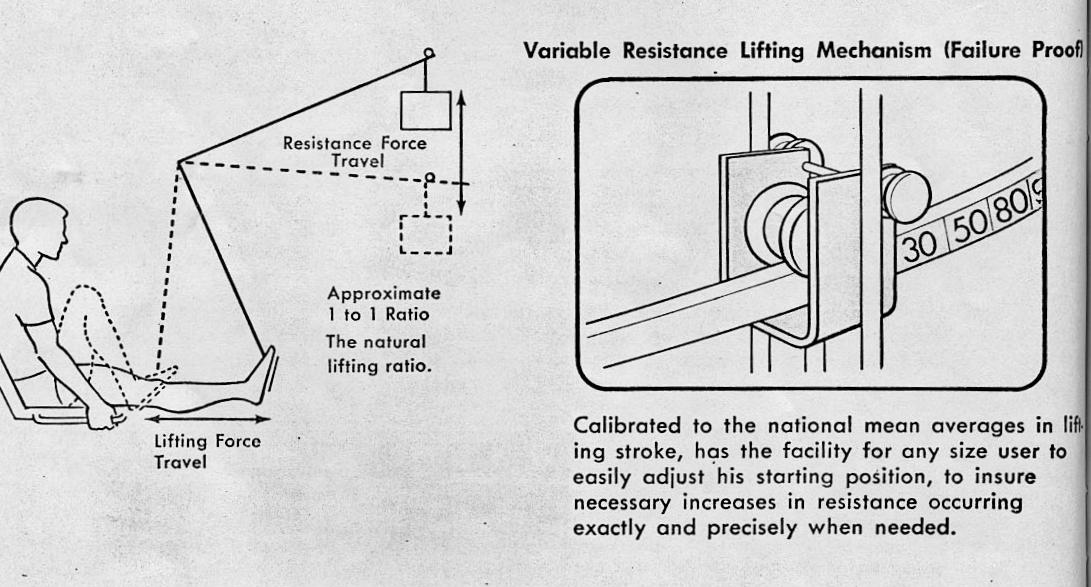 Variable Resistance Lifting Mechanism (Failure Proof)
Resistance Force
Travel
30 50 80
Approximate
1 to 1 Ratio
The natural
lifting ratio.
Lifting Force
Travel
Calibrated to the national mean averages in lift-
ing stroke, has the facility for any size user to
easily adjust his starting position, to insure
necessary increases in resistance occurring
exactly and precisely when needed.